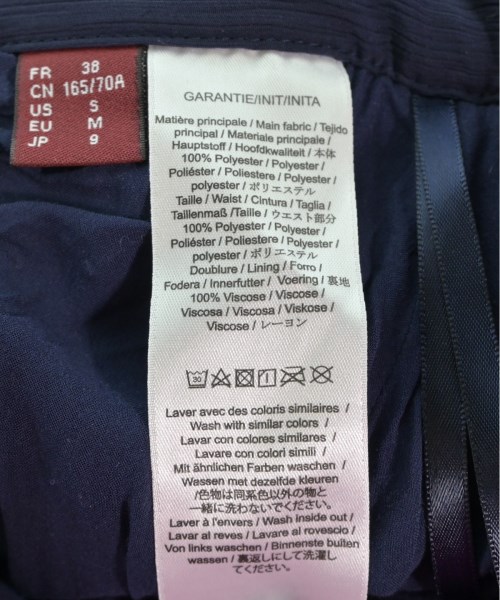 FR 38
CN 165/70A
US S
EU M
JP 9
GARANTIE/INIT/INITA
Matière principale / Main fabric / Tejido
principal / Materiale principale /
Hauptstoff / Hoofdkwaliteit / 本体
100% Polyester / Polyester /
Poliéster / Poliestere / Polyester /
polyester / ポリエステル
Taille / Waist / Cintura / Taglia /
Taillenmaß /Taille / ウエスト部分
100% Polyester / Polyester /
Poliéster / Poliestere / Polyester /
polyester / ポリエステル
Doublure / Lining / Forro /
Fodera / Innerfutter / Voering / 裏地
100% Viscose / Viscose /
Viscosa / Viscosa / Viskose /
Viscose / レーヨン
30
Laver avec des coloris similaires /
Wash with similar colors /
Lavar con colores similares /
Lavare con colori simili /
Mit ähnlichen Farben waschen /
Wassen met dezelfde kleuren
/色物は同系色以外の物と
一緒に洗わないでください。
Laver à l'envers / Wash inside out /
Lavar al reves / Lavare al rovescio /
Von links waschen / Binnenste buiten
wassen / 裏返しにして洗濯し
てください。